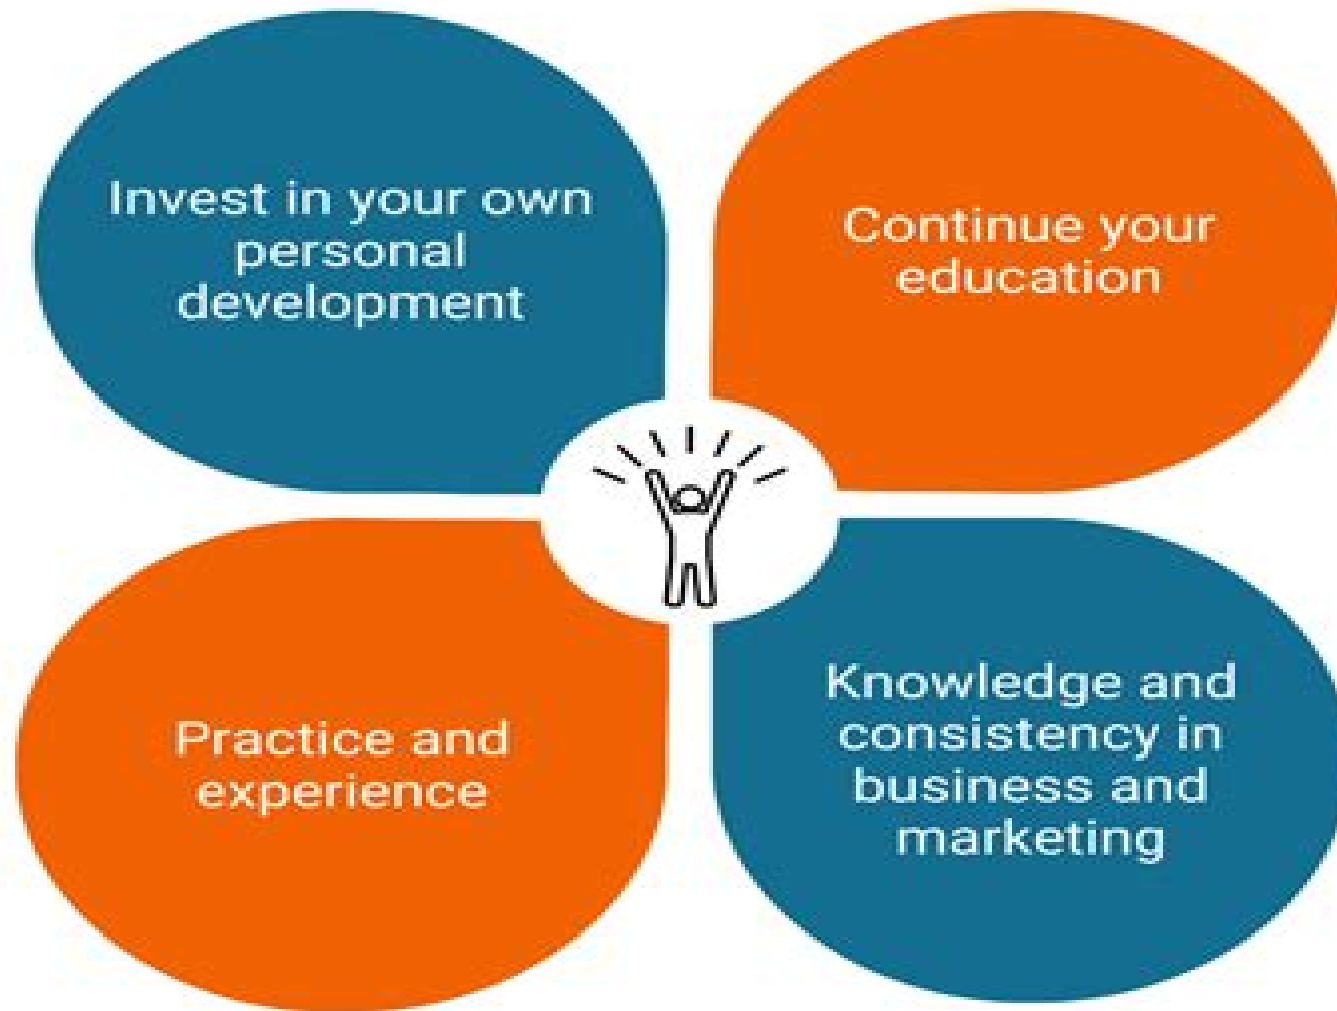 Invest in your own
personal
development
Continue your
education
Practice and
experience
Knowledge and
consistency in
business and
marketing